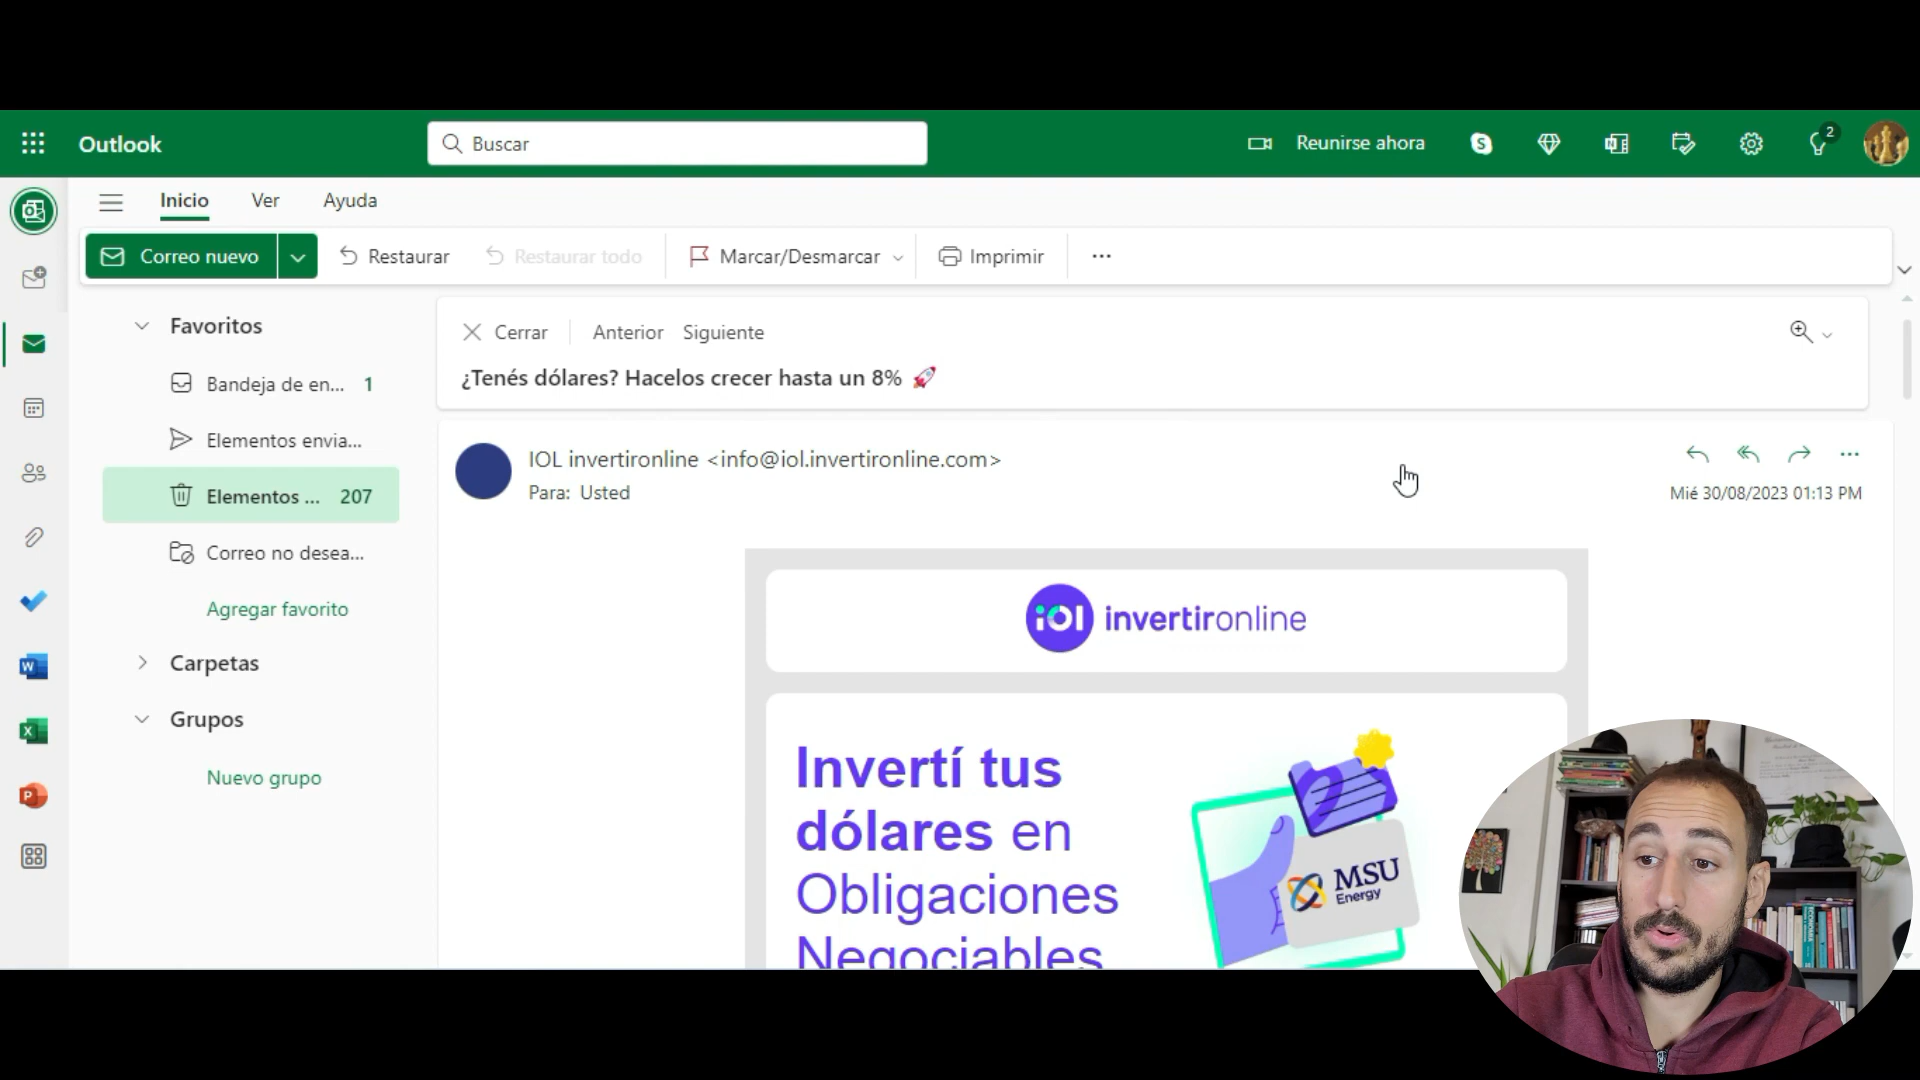 Outlook
Buscar
Reunirse ahora
2
Inicio
Ver
Ayuda
Correo nuevo
Restaurar
Restaurar todo
Marcar/Desmarcar
Imprimir
Favoritos
Bandeja de en... 1
Elementos envia...
Elementos ... 207
Correo no desea...
Agregar favorito
Carpetas
Grupos
Nuevo grupo
Cerrar
Anterior
Siguiente
¿Tenés dólares? Hacelos crecer hasta un 8% 🚀
IOL invertironline <info@iol.invertironline.com>
Para: Usted
Mié 30/08/2023 01:13 PM
iOl invertironline
Invertí tus
dólares en
Obligaciones
Negociables
MSU
Energy